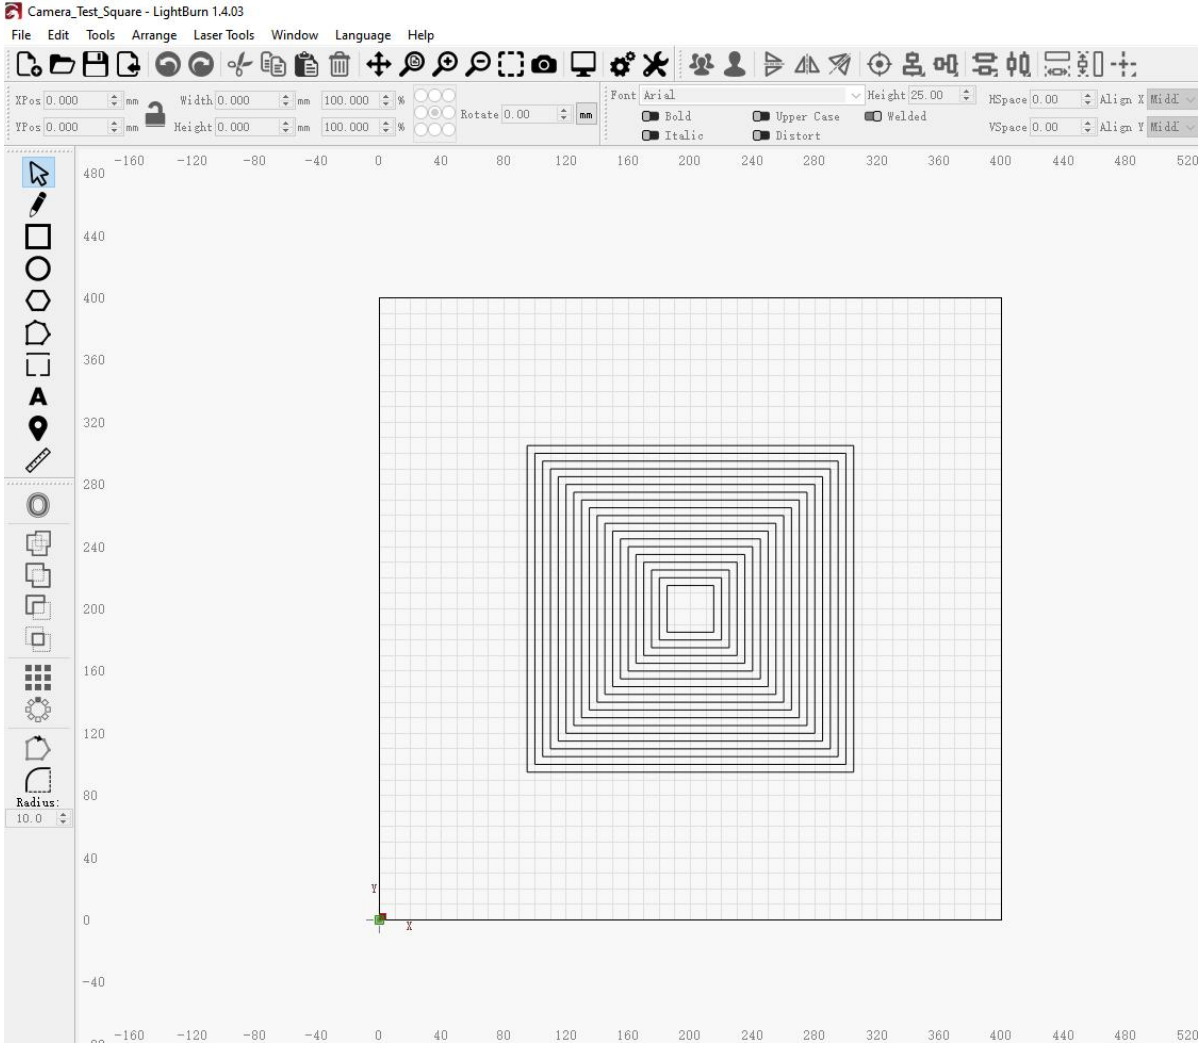 Camera_Test_Square - LightBurn 1.4.03
File Edit Tools Arrange Laser Tools Window Language Help
XPos 0.000 mm Width 0.000 mm 100.000 % Rotate 0.00 mm Font Arial Height 25.00 HSpace 0.00 Align X Midd
YPos 0.000 mm Height 0.000 mm 100.000 % Bold Upper Case Welded VSpace 0.00 Align Y Midd
Italic Distort
-160 -120 -80 -40 0 40 80 120 160 200 240 280 320 360 400 440 480 520
480
440
400
360
320
280
240
200
160
120
Radius:
80
10.0
40
Y
0
X
-40
-160 -120 -80 -40 0 40 80 120 160 200 240 280 320 360 400 440 480 520